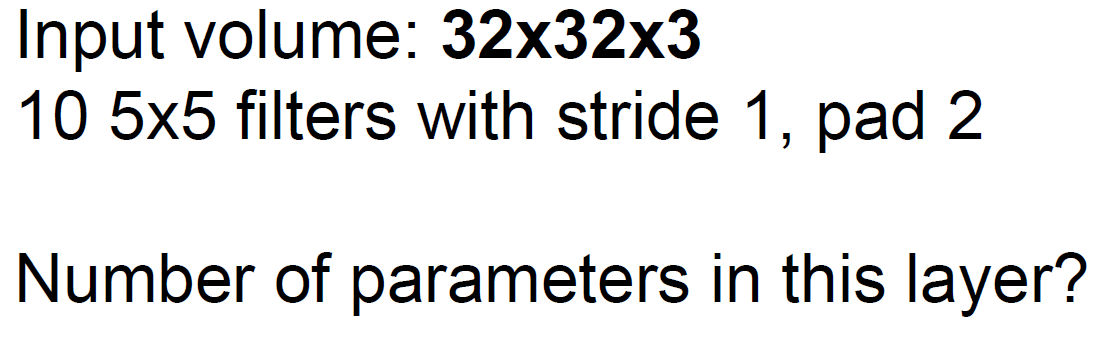 Input volume: 32x32x3
10 5x5 filters with stride 1, pad 2
Number of parameters in this layer?